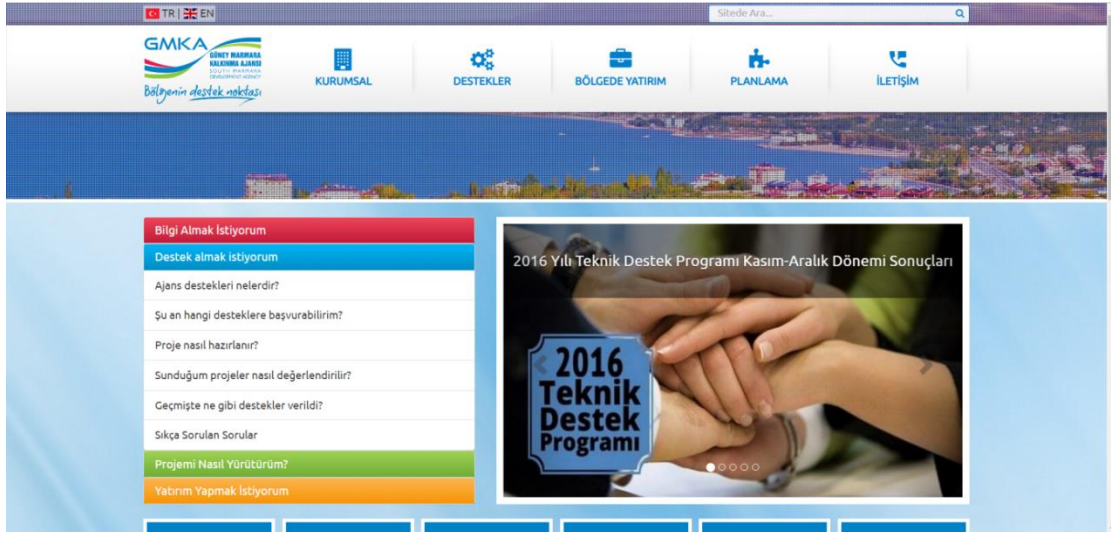 TR | EN
Sitede Ara...
GMKA
GÜNEY MARMARA
KALKINMA AJANSI
SOUTH MARMARA
DEVELOPMENT AGENCY
Bölgenin destek noktası
KURUMSAL
DESTEKLER
BÖLGEDE YATIRIM
PLANLAMA
İLETİŞİM
Bilgi Almak İstiyorum
Destek almak istiyorum
Ajans destekleri nelerdir?
Şu an hangi desteklere başvurabilirim?
Proje nasıl hazırlanır?
Sunduğum projeler nasıl değerlendirilir?
Geçmişte ne gibi destekler verildi?
Sıkça Sorulan Sorular
Projemi Nasıl Yürütürüm?
Yatırım Yapmak İstiyorum
2016 Yılı Teknik Destek Programı Kasım-Aralık Dönemi Sonuçları
2016
Teknik
Destek
Programı